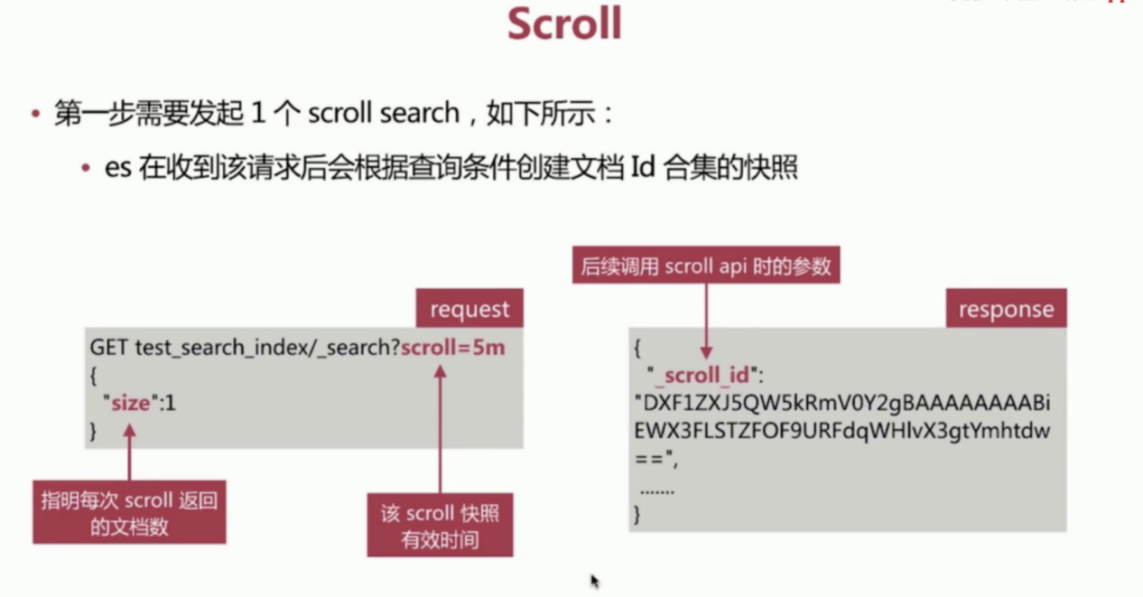 Scroll
• 第一步需要发起 1 个 scroll search，如下所示：
• es 在收到该请求后会根据查询条件创建文档 Id 合集的快照
request
GET test_search_index/_search?scroll=5m
{
"size":1
}
指明每次 scroll 返回
的文档数
该 scroll 快照
有效时间
后续调用 scroll api 时的参数
response
{
"_scroll_id":
"DXF1ZXJ5QW5kRmV0Y2gBAAAAAAAABi
EWX3FLSTZFOF9URFdqWHlvX3gtYmhtdw
==",
.......
}